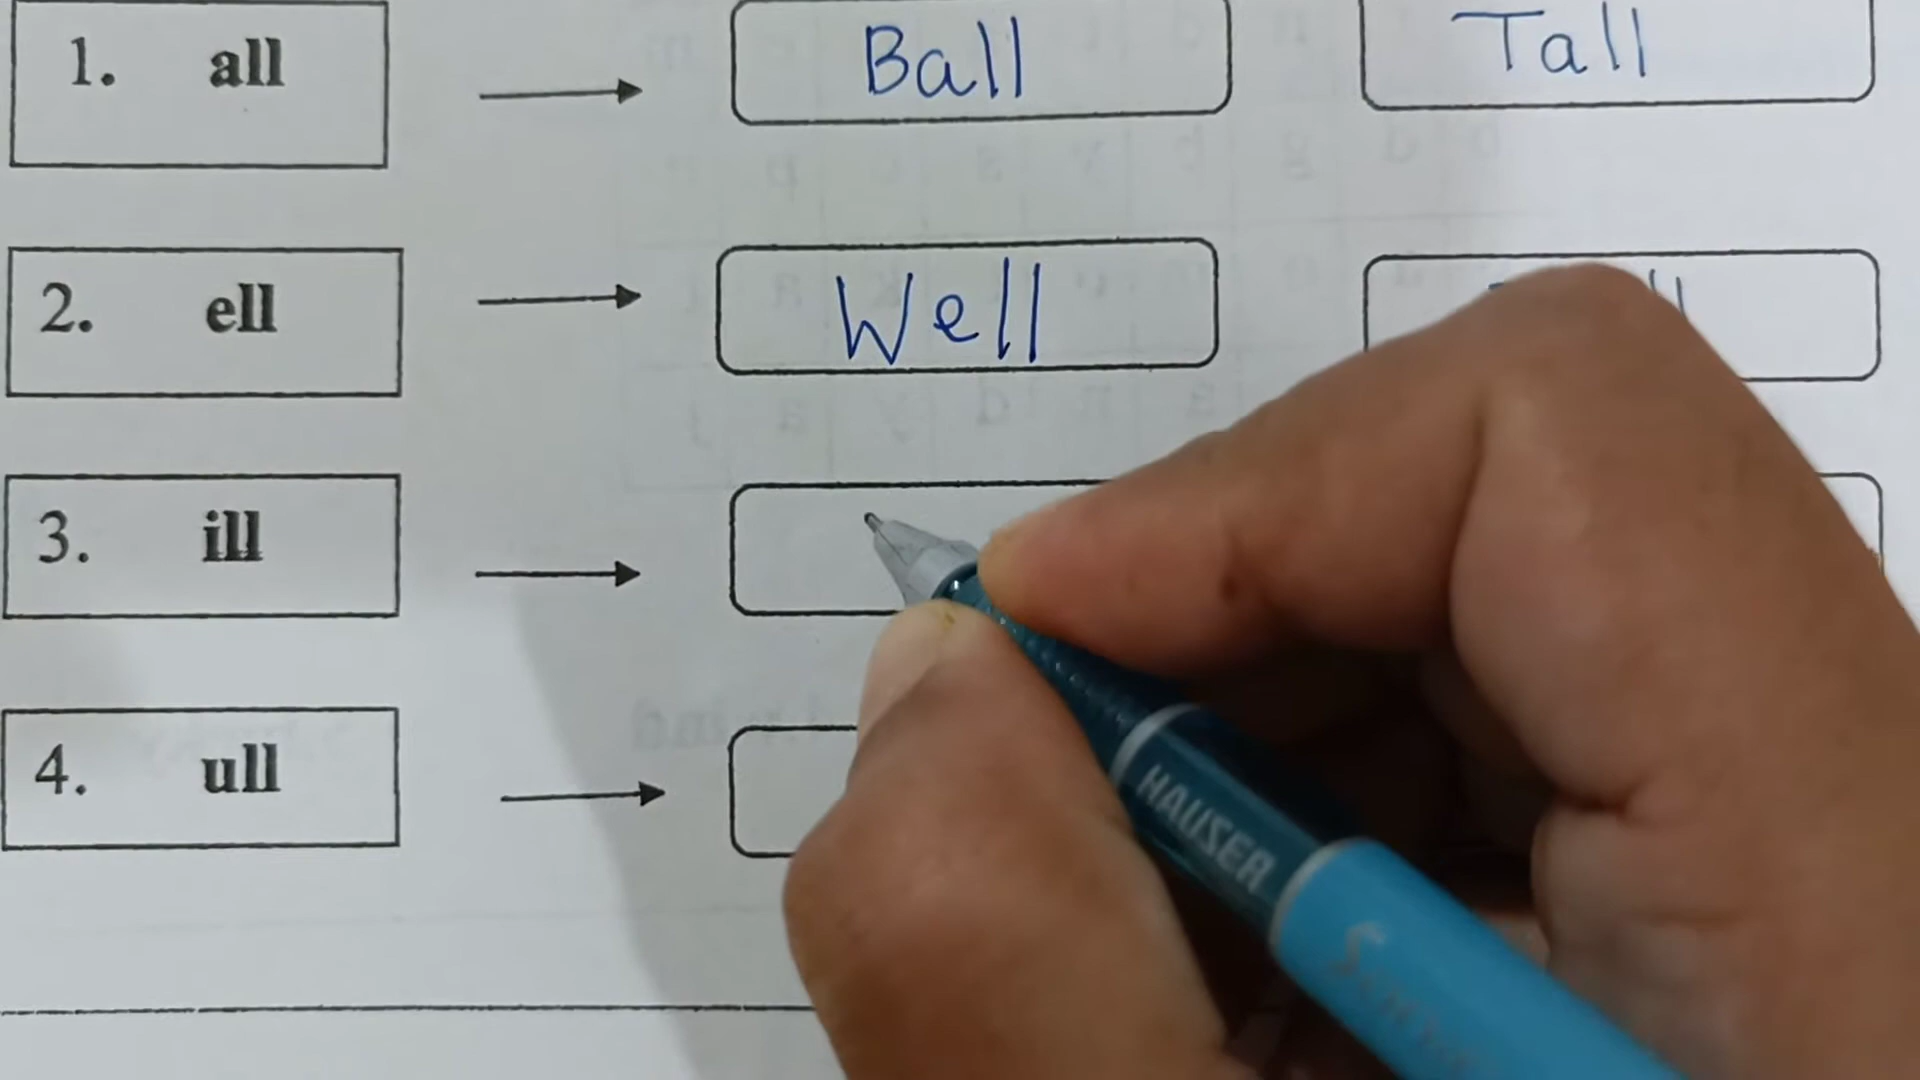 1. all Ball Tall
2. ell Well
3. ill
4. ull
HAUSER